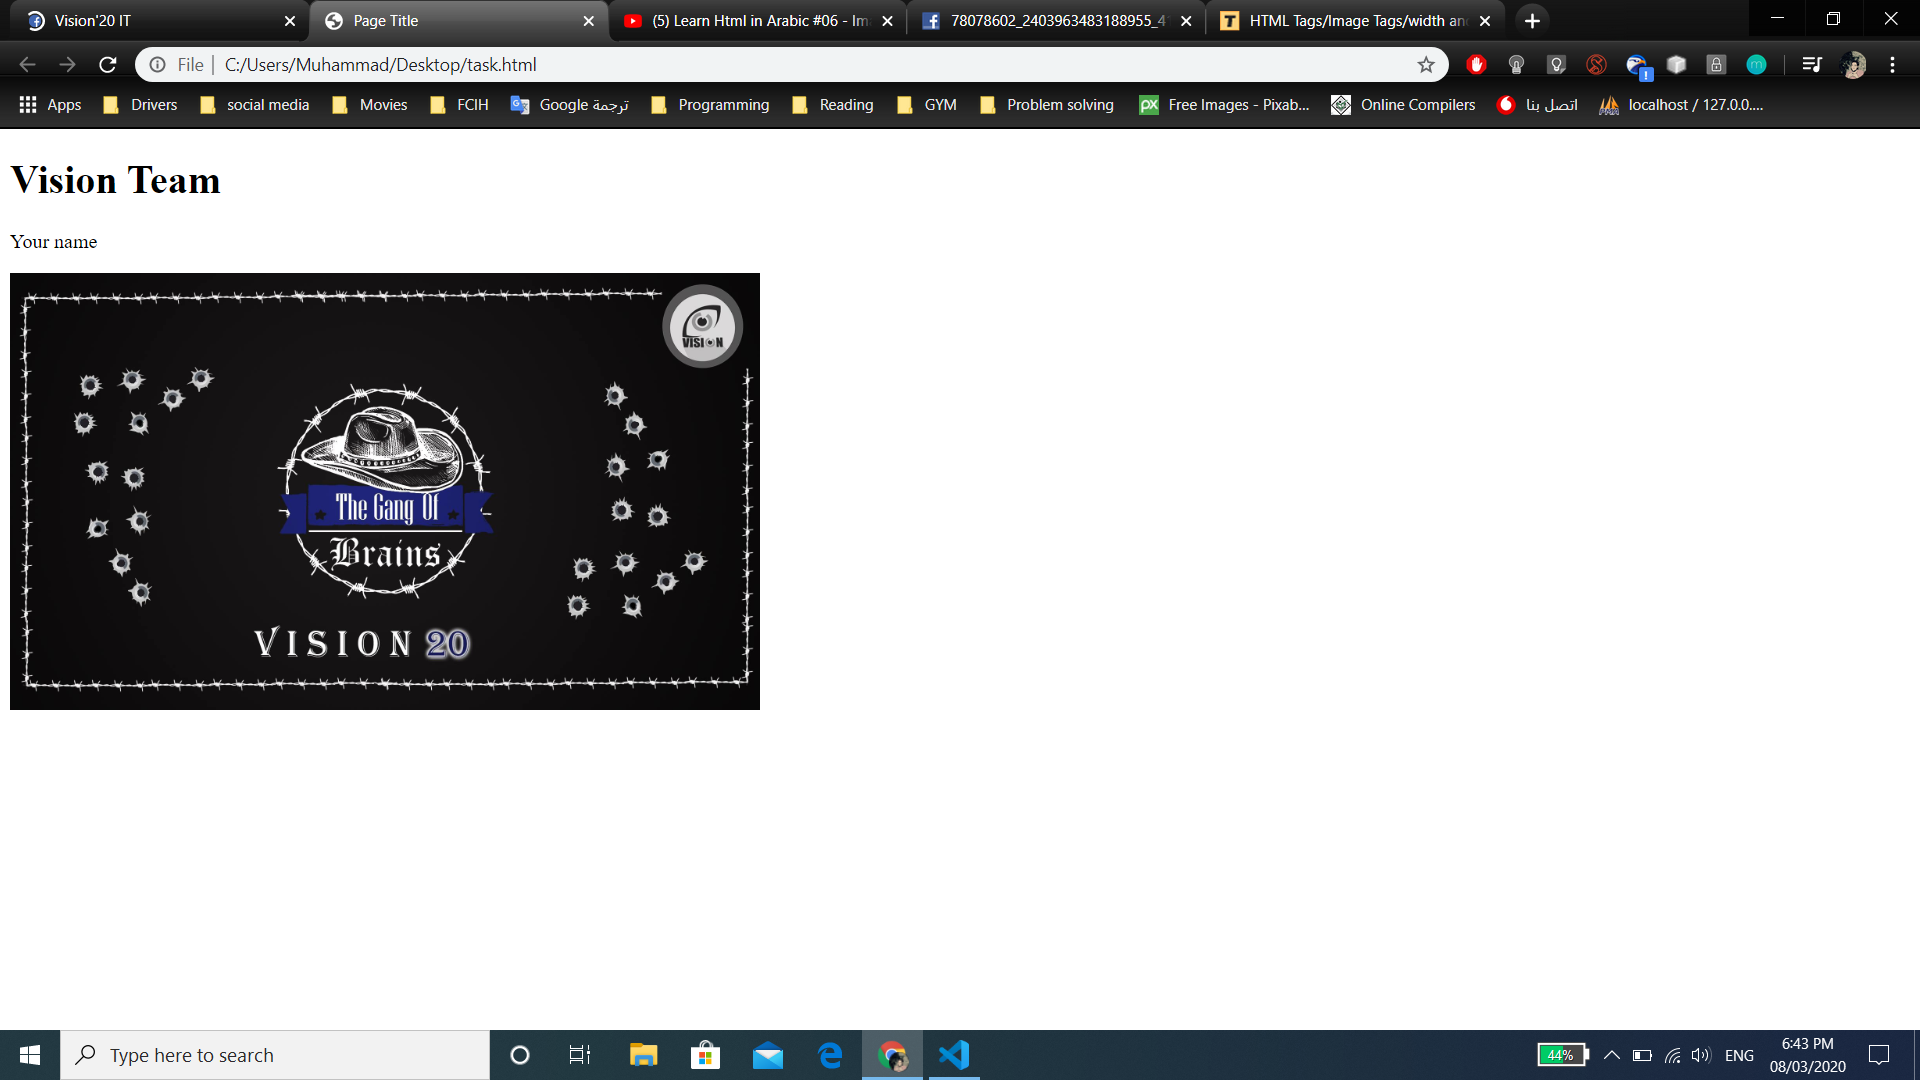 Vision'20 IT
Page Title
(5) Learn Html in Arabic #06 - Im
78078602_2403963483188955_4
HTML Tags/Image Tags/width an
File
C:/Users/Muhammad/Desktop/task.html
Apps
Drivers
social media
Movies
FCIH
Google ترجمة
Programming
Reading
GYM
Problem solving
Free Images - Pixab...
Online Compilers
اتصل بنا
localhost / 127.0.0....
Vision Team
Your name
VISION
The Gang Of
Brains
VISION 20
Type here to search
44%
ENG
6:43 PM
08/03/2020